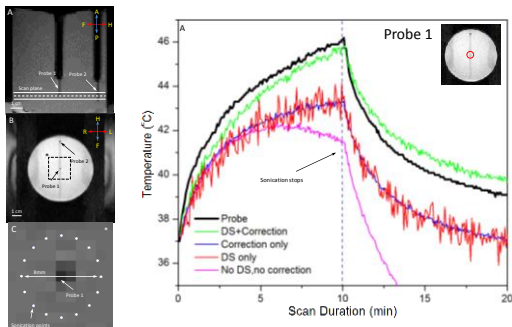 A
A
F
H
P
Probe 1
Probe 2
Scan plane
1 cm
B
H
R
L
F
Probe 2
Probe 1
1 cm
C
8mm
Probe 1
Sonication points
A
Probe 1
46
44
42
40
38
36
Temperature (°C)
Sonication stops
Probe
DS+Correction
Correction only
DS only
No DS,no correction
0
5
10
15
20
Scan Duration (min)